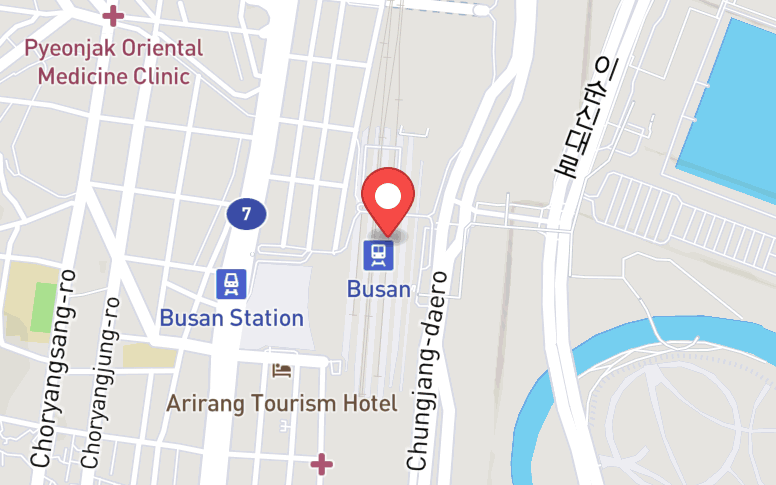 Pyeonjak Oriental
Medicine Clinic
이순신대로
7
Busan
Busan Station
Arirang Tourism Hotel
Choryangsang-ro
Choryangjung-ro
Chungjang-daero